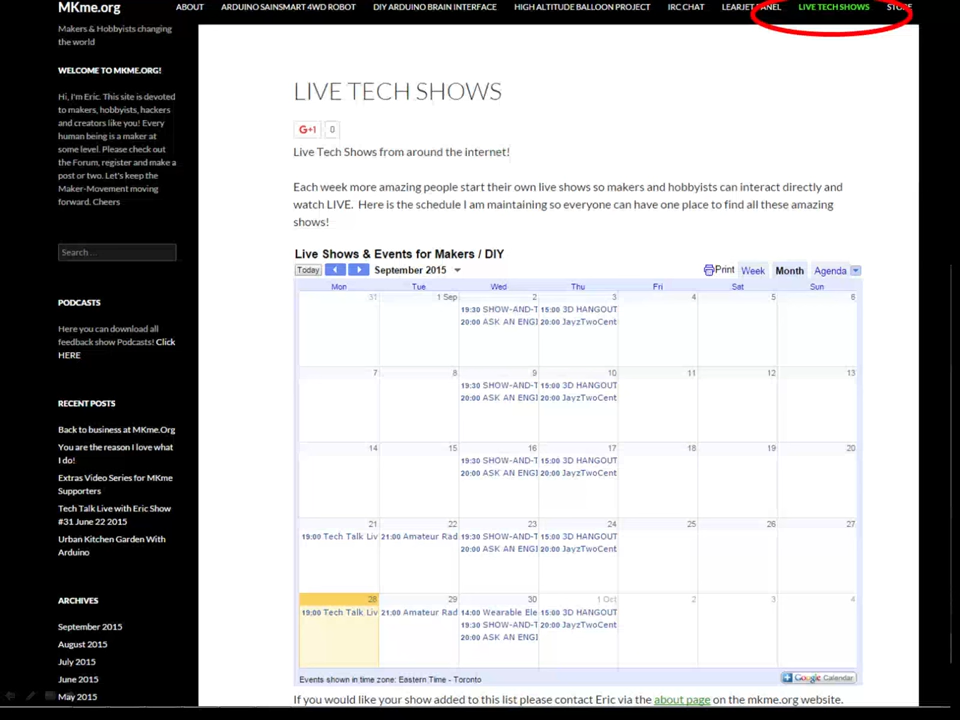 MKme.org
ABOUT
ARDUINO SAINSMART 4WD ROBOT
DIY ARDUINO BRAIN INTERFACE
HIGH ALTITUDE BALLOON PROJECT
IRC CHAT
LEARJET PANEL
LIVE TECH SHOWS
STORE
Makers & Hobbyists changing
the world
WELCOME TO MKME.ORG!
Hi, I'm Eric. This site is devoted
to makers, hobbyists, hackers
and creators like you! Every
human being is a maker at
some level. Please check out
the Forum, register and make a
post or two. Let's keep the
Maker-Movement moving
forward. Cheers
Search ...
PODCASTS
Here you can download all
feedback show Podcasts! Click
HERE
RECENT POSTS
Back to business at MKme.Org
You are the reason I love what
I do!
Extras Video Series for MKme
Supporters
Tech Talk Live with Eric Show
#31 June 22 2015
Urban Kitchen Garden With
Arduino
ARCHIVES
September 2015
August 2015
July 2015
June 2015
May 2015
LIVE TECH SHOWS
G+1 0
Live Tech Shows from around the internet!
Each week more amazing people start their own live shows so makers and hobbyists can interact directly and
watch LIVE. Here is the schedule I am maintaining so everyone can have one place to find all these amazing
shows!
Live Shows & Events for Makers / DIY
Today September 2015 Print Week Month Agenda
Mon Tue Wed Thu Fri Sat Sun
31 1 Sep 2 3 4 5 6
19:30 SHOW-AND-T 15:00 3D HANGOUT
20:00 ASK AN ENGI 20:00 JayzTwoCent
7 8 9 10 11 12 13
19:30 SHOW-AND-T 15:00 3D HANGOUT
20:00 ASK AN ENGI 20:00 JayzTwoCent
14 15 16 17 18 19 20
19:30 SHOW-AND-T 15:00 3D HANGOUT
20:00 ASK AN ENGI 20:00 JayzTwoCent
21 22 23 24 25 26 27
19:00 Tech Talk Liv 21:00 Amateur Rad 19:30 SHOW-AND-T 15:00 3D HANGOUT
20:00 ASK AN ENGI 20:00 JayzTwoCent
28 29 30 1 Oct 2 3 4
19:00 Tech Talk Liv 21:00 Amateur Rad 14:00 Wearable Ele 15:00 3D HANGOUT
19:30 SHOW-AND-T 20:00 JayzTwoCent
20:00 ASK AN ENGI
Events shown in time zone: Eastern Time - Toronto
Google Calendar
If you would like your show added to this list please contact Eric via the about page on the mkme.org website.